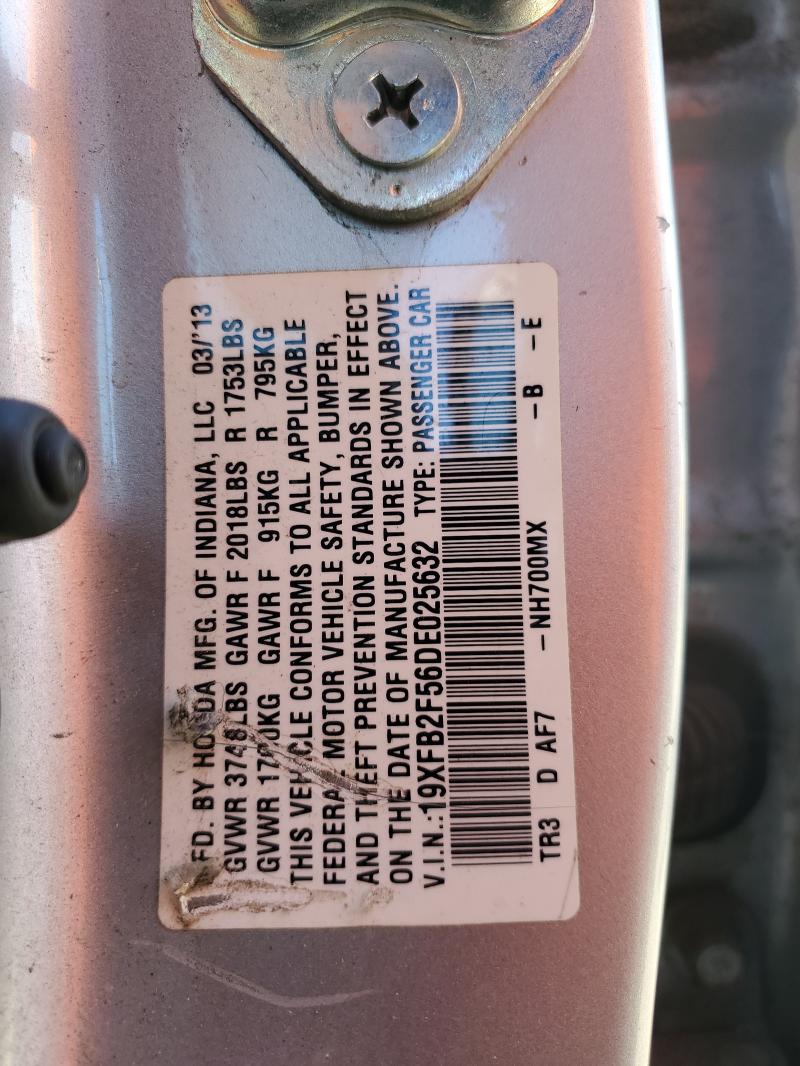 FD. BY HONDA MFG. OF INDIANA, LLC 03/'13
GVWR 3748LBS GAWR F 2018LBS R 1753LBS
GVWR GAWR F 915KG R 795KG
THIS VEHICLE CONFORMS TO ALL APPLICABLE
FEDERAL MOTOR VEHICLE SAFETY, BUMPER,
AND THEFT PREVENTION STANDARDS IN EFFECT
ON THE DATE OF MANUFACTURE SHOWN ABOVE.
V.I.N.:19XFB2F56DE025632 TYPE: PASSENGER CAR
TR3 D AF7 -NH700MX -B -E